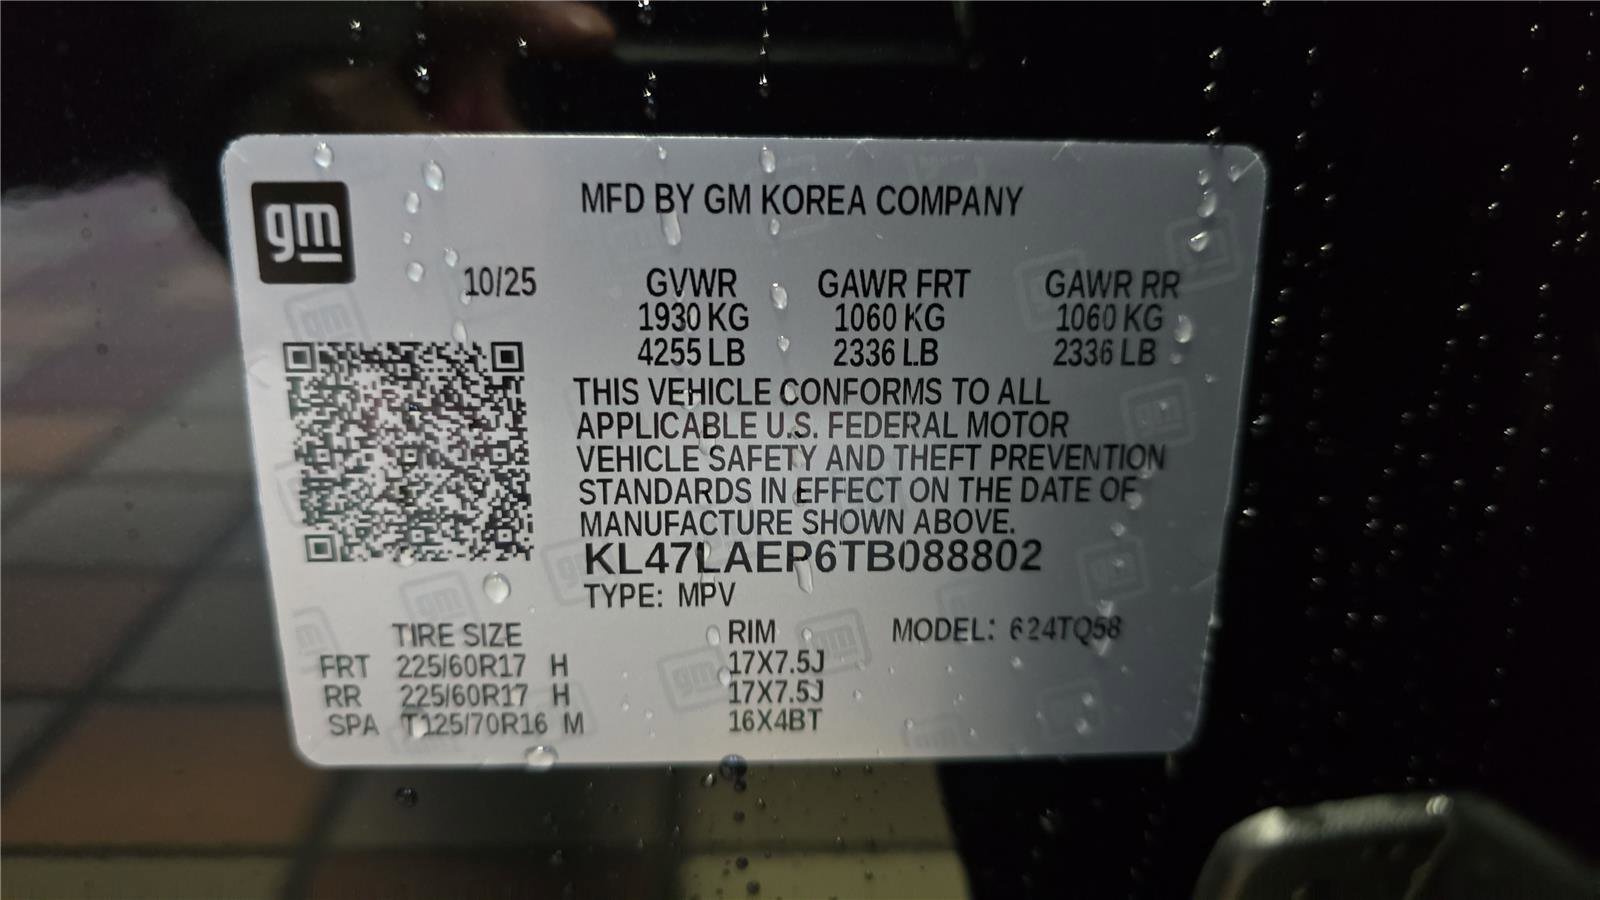 gm
MFD BY GM KOREA COMPANY
10/25 GVWR GAWR FRT GAWR RR
1930 KG 1060 KG 1060 KG
4255 LB 2336 LB 2336 LB
THIS VEHICLE CONFORMS TO ALL
APPLICABLE U.S. FEDERAL MOTOR
VEHICLE SAFETY AND THEFT PREVENTION
STANDARDS IN EFFECT ON THE DATE OF
MANUFACTURE SHOWN ABOVE.
KL47LAEP6TB088802
TYPE: MPV
TIRE SIZE RIM MODEL: 624TQ58
FRT 225/60R17 H 17X7.5J
RR 225/60R17 H 17X7.5J
SPA T125/70R16 M 16X4BT